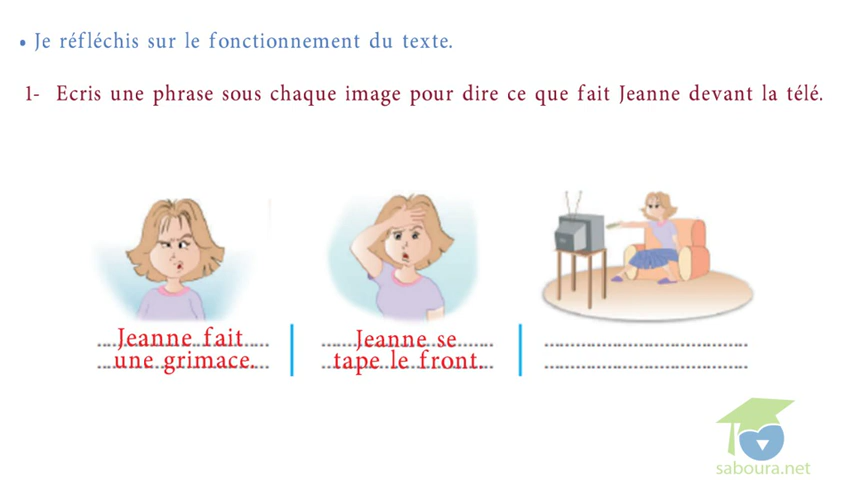 • Je réfléchis sur le fonctionnement du texte.
1- Ecris une phrase sous chaque image pour dire ce que fait Jeanne devant la télé.
Jeanne fait
une grimace.
Jeanne se
tape le front.
saboura.net